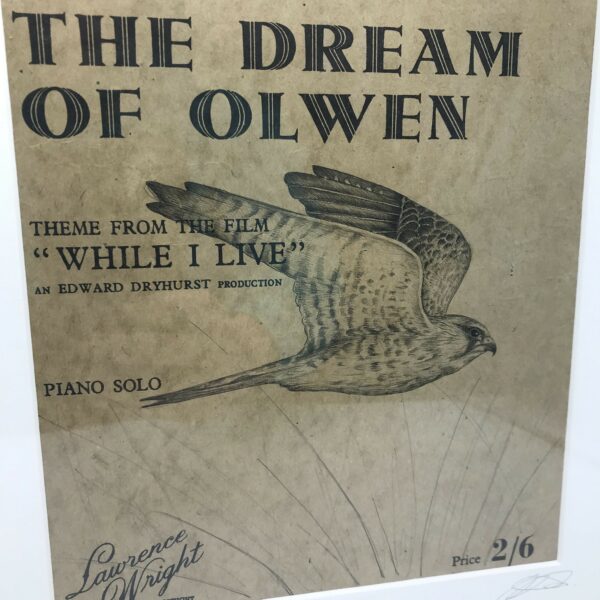 THE DREAM
OF OLWEN
THEME FROM THE FILM
“WHILE I LIVE”
AN EDWARD DRYHURST PRODUCTION
PIANO SOLO
Lawrence
Wright
Price 2/6